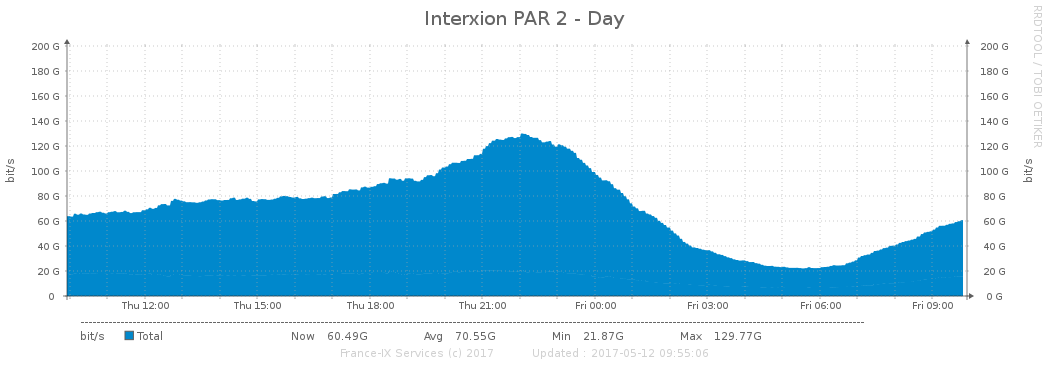 Interxion PAR 2 - Day
RRDTOOL / TOBI OETIKER
bit/s
200 G 200 G
180 G 180 G
160 G 160 G
140 G 140 G
120 G 120 G
100 G 100 G
80 G 80 G
60 G 60 G
40 G 40 G
20 G 20 G
0 0 G
bit/s
Thu 12:00 Thu 15:00 Thu 18:00 Thu 21:00 Fri 00:00 Fri 03:00 Fri 06:00 Fri 09:00
bit/s Total Now 60.49G Avg 70.55G Min 21.87G Max 129.77G
France-IX Services (c) 2017 Updated : 2017-05-12 09:55:06